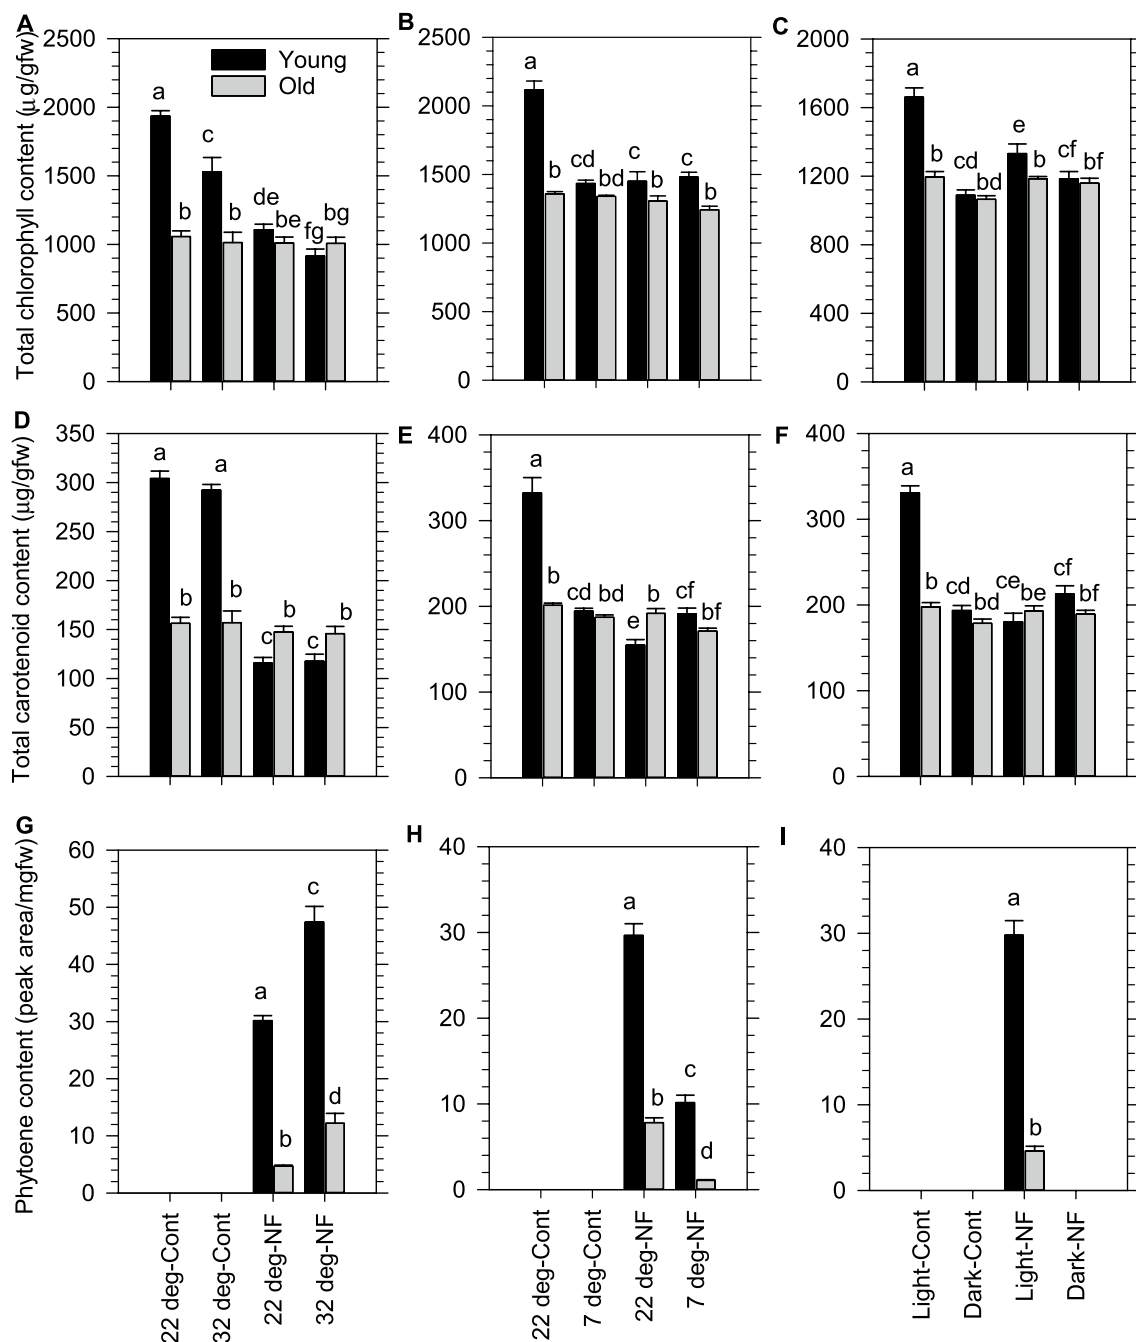 A
Total chlorophyll content (μg/gfw)
2500
2000
1500
1000
500
0
Young
Old
a
b
c
b
de
be
fg
bg
B
2500
2000
1500
1000
500
0
a
b
cd
bd
c
b
c
b
C
2000
1600
1200
800
400
0
a
b
cd
bd
e
b
cf
bf
D
Total carotenoid content (μg/gfw)
350
300
250
200
150
100
50
0
a
b
a
b
c
b
c
b
E
400
300
200
100
0
a
b
cd
bd
e
b
cf
bf
F
400
300
200
100
0
a
b
cd
bd
ce
be
cf
bf
G
Phytoene content (peak area/mgfw)
60
50
40
30
20
10
0
a
b
c
d
22 deg-Cont
32 deg-Cont
22 deg-NF
32 deg-NF
H
40
30
20
10
0
a
b
c
d
22 deg-Cont
7 deg-Cont
22 deg-NF
7 deg-NF
I
40
30
20
10
0
a
b
Light-Cont
Dark-Cont
Light-NF
Dark-NF